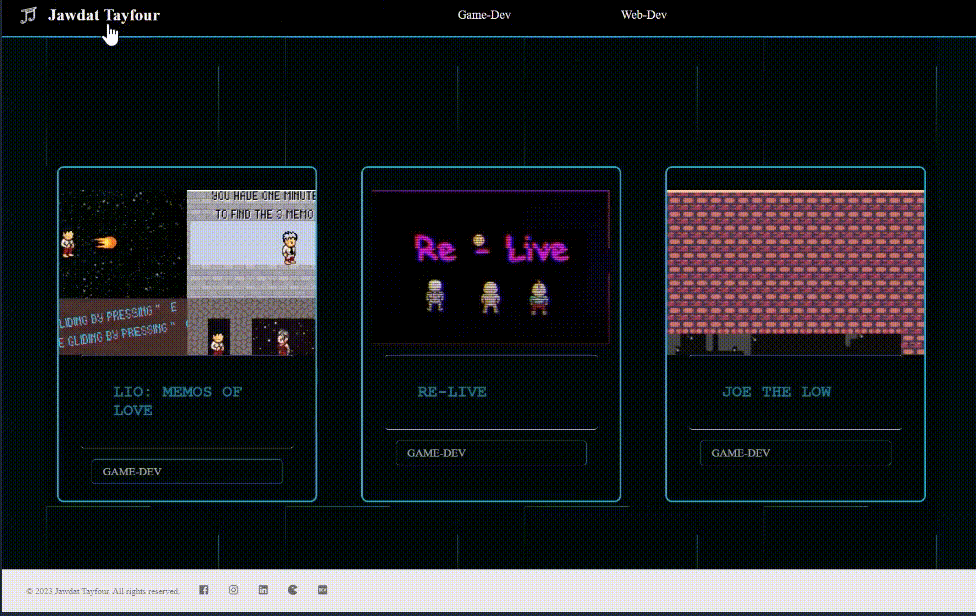 Jawdat Tayfour
Game-Dev
Web-Dev
YOU HAVE ONE MINUTE
TO FIND THE 3 MEMO
GLIDING BY PRESSING " E
E GLIDING BY PRESSING "
Re - Live
LIO: MEMOS OF
LOVE
RE-LIVE
JOE THE LOW
GAME-DEV
GAME-DEV
GAME-DEV
© 2023 Jawdat Tayfour. All rights reserved.